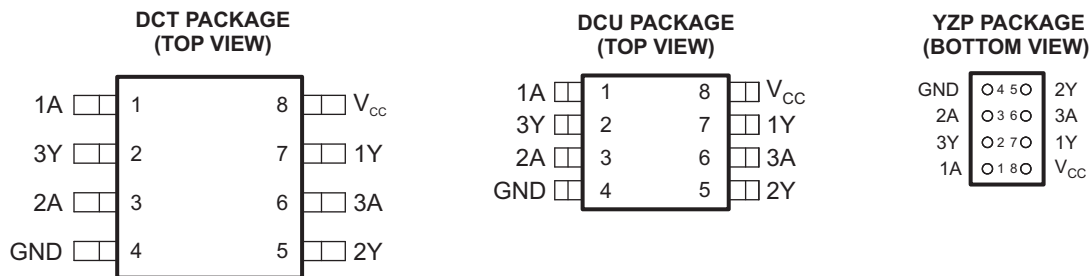 DCT PACKAGE
(TOP VIEW)
1A 1 8 VCC
3Y 2 7 1Y
2A 3 6 3A
GND 4 5 2Y
DCU PACKAGE
(TOP VIEW)
1A 1 8 VCC
3Y 2 7 1Y
2A 3 6 3A
GND 4 5 2Y
YZP PACKAGE
(BOTTOM VIEW)
GND 4 5 2Y
2A 3 6 3A
3Y 2 7 1Y
1A 1 8 VCC